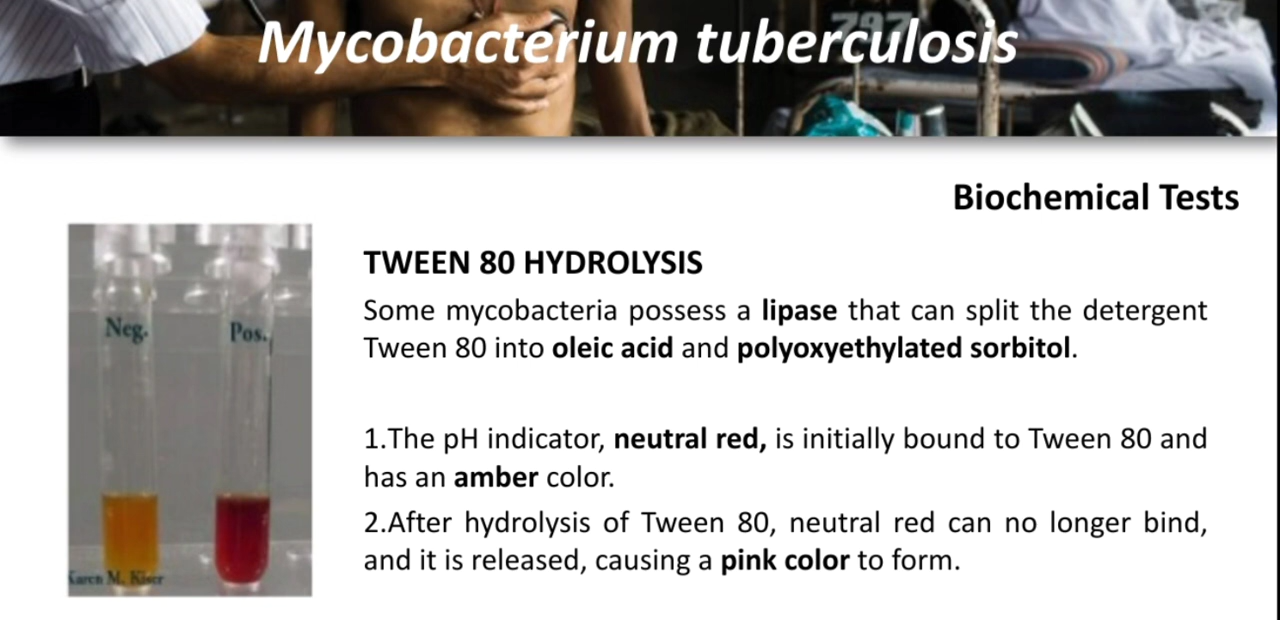 797
Mycobacterium tuberculosis
Biochemical Tests
Neg.
Pos.
Karen M. Kiser
TWEEN 80 HYDROLYSIS
Some mycobacteria possess a lipase that can split the detergent
Tween 80 into oleic acid and polyoxyethylated sorbitol.
1.The pH indicator, neutral red, is initially bound to Tween 80 and
has an amber color.
2.After hydrolysis of Tween 80, neutral red can no longer bind,
and it is released, causing a pink color to form.